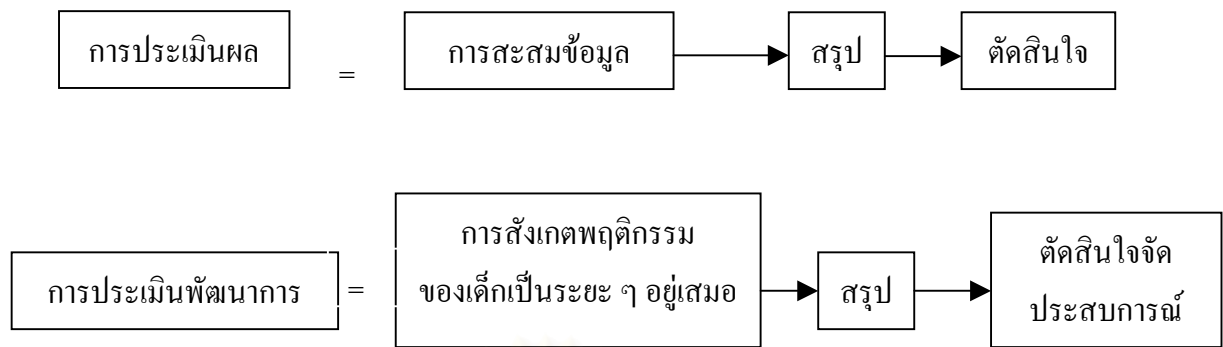 การประเมินผล = การสะสมข้อมูล สรุป ตัดสินใจ
การสังเกตพฤติกรรม
ของเด็กเป็นระยะ ๆ อยู่เสมอ
การประเมินพัฒนาการ = สรุป
ตัดสินใจจัด
ประสบการณ์